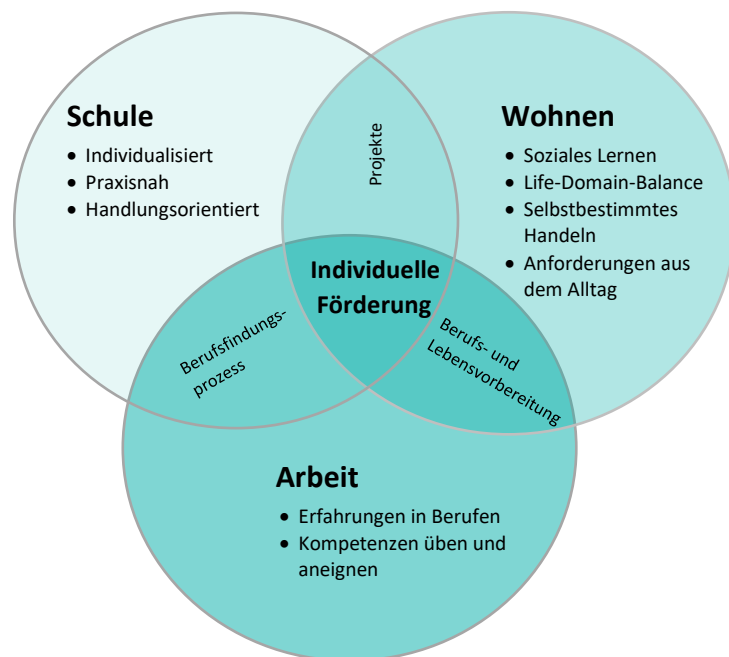 Schule
• Individualisiert
• Praxisnah
• Handlungsorientiert
Projekte
Wohnen
• Soziales Lernen
• Life-Domain-Balance
• Selbstbestimmtes
Handeln
• Anforderungen aus
dem Alltag
Individuelle
Förderung
Berufsfindungs-
prozess
Berufs- und
Lebensvorbereitung
Arbeit
• Erfahrungen in Berufen
• Kompetenzen üben und
aneignen